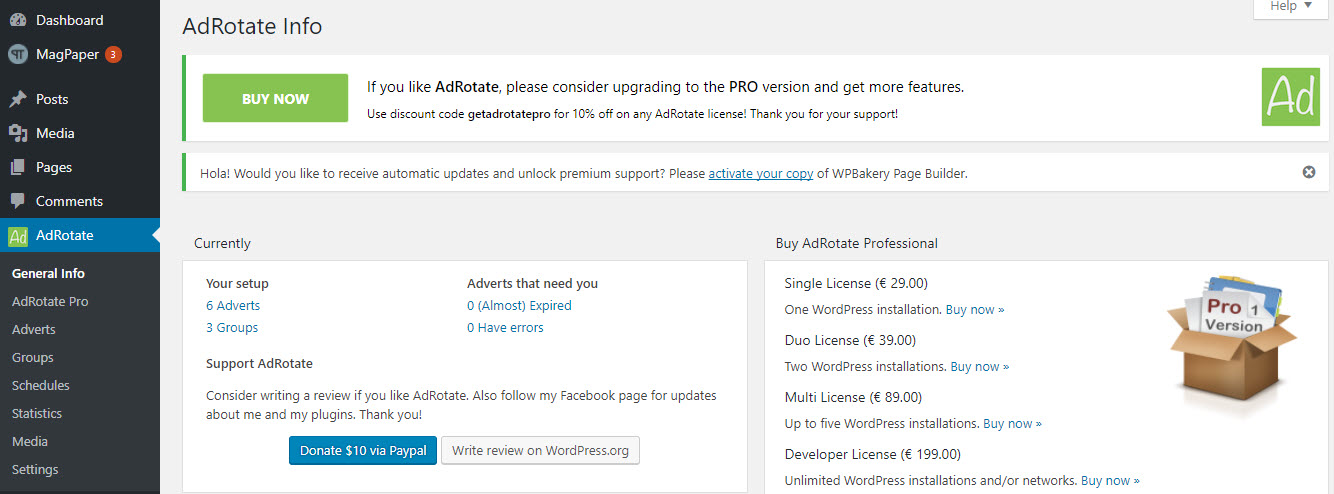 Dashboard
MagPaper 3
Posts
Media
Pages
Comments
Ad AdRotate
General Info
AdRotate Pro
Adverts
Groups
Schedules
Statistics
Media
Settings
Help
AdRotate Info
BUY NOW
If you like AdRotate, please consider upgrading to the PRO version and get more features.
Use discount code getadrotatepro for 10% off on any AdRotate license! Thank you for your support!
Ad
Hola! Would you like to receive automatic updates and unlock premium support? Please activate your copy of WPBakery Page Builder.
Currently
Your setup
6 Adverts
3 Groups
Adverts that need you
0 (Almost) Expired
0 Have errors
Support AdRotate
Consider writing a review if you like AdRotate. Also follow my Facebook page for updates
about me and my plugins. Thank you!
Donate $10 via Paypal
Write review on WordPress.org
Buy AdRotate Professional
Single License (€ 29.00)
One WordPress installation. Buy now »
Duo License (€ 39.00)
Two WordPress installations. Buy now »
Multi License (€ 89.00)
Up to five WordPress installations. Buy now »
Developer License (€ 199.00)
Unlimited WordPress installations and/or networks. Buy now »
Pro 1
Version